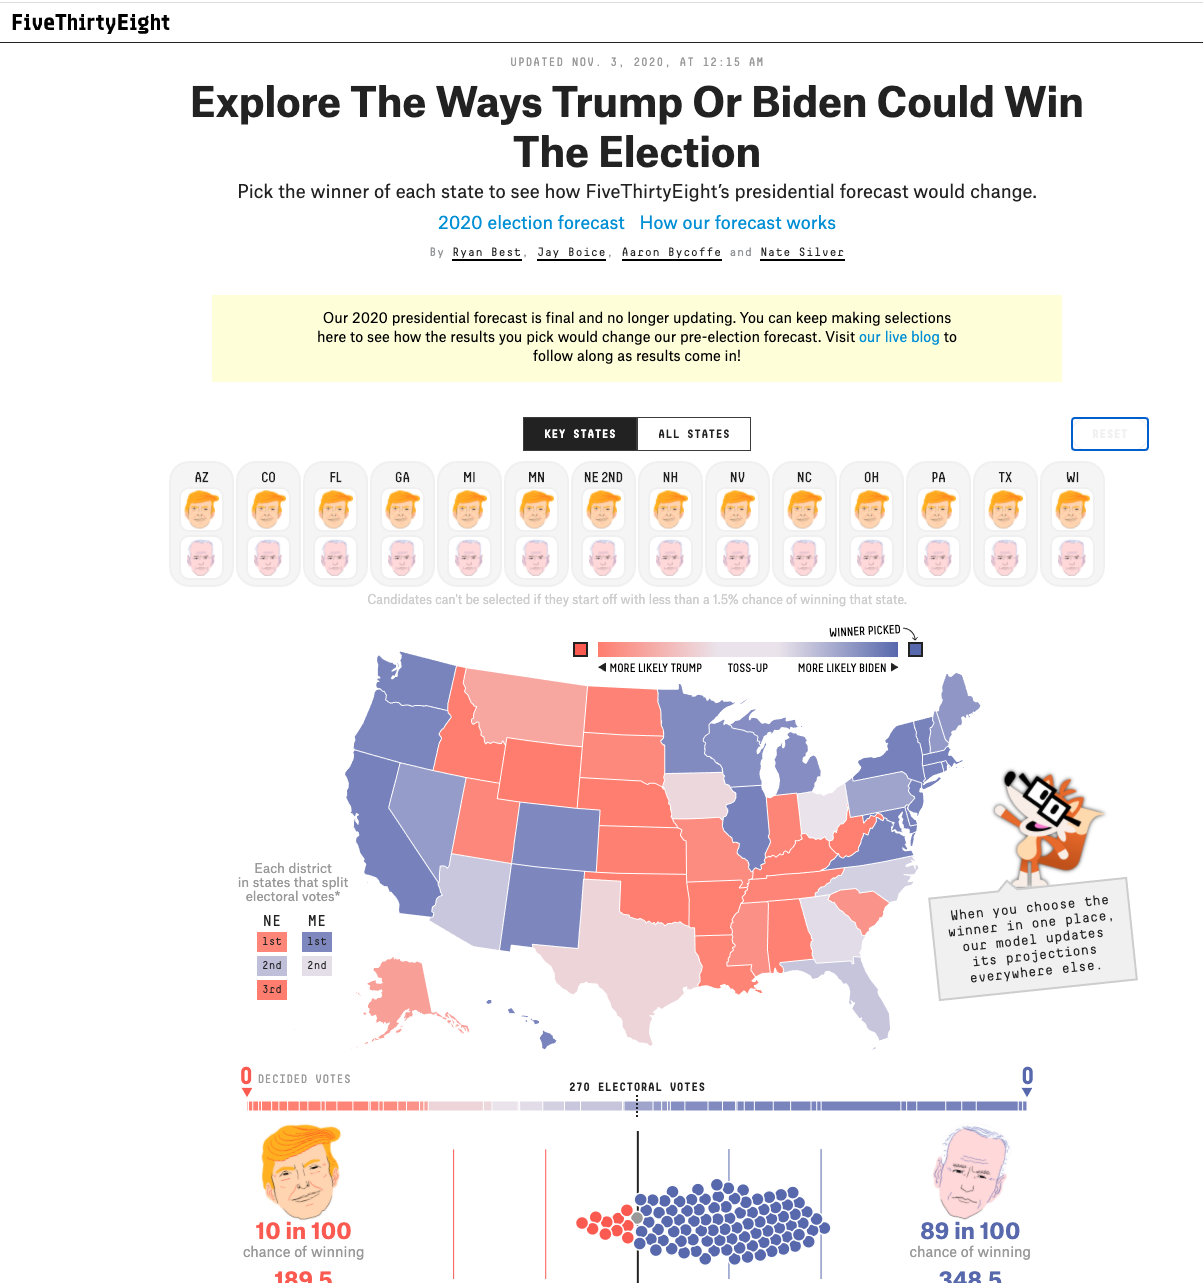 FiveThirtyEight
UPDATED NOV. 3, 2020, AT 12:15 AM
Explore The Ways Trump Or Biden Could Win
The Election
Pick the winner of each state to see how FiveThirtyEight’s presidential forecast would change.
2020 election forecast How our forecast works
By Ryan Best, Jay Boice, Aaron Bycoffe and Nate Silver
Our 2020 presidential forecast is final and no longer updating. You can keep making selections
here to see how the results you pick would change our pre-election forecast. Visit our live blog to
follow along as results come in!
KEY STATES ALL STATES RESET
AZ CO FL GA MI MN NE 2ND NH NV NC OH PA TX WI
Candidates can’t be selected if they start off with less than a 1.5% chance of winning that state.
WINNER PICKED
◀ MORE LIKELY TRUMP TOSS-UP MORE LIKELY BIDEN ▶
Each district
in states that split
electoral votes*
NE ME
1st 1st
2nd 2nd
3rd
When you choose the
winner in one place,
our model updates
its projections
everywhere else.
0 DECIDED VOTES 0
270 ELECTORAL VOTES
10 in 100 89 in 100
chance of winning chance of winning
189.5 348.5